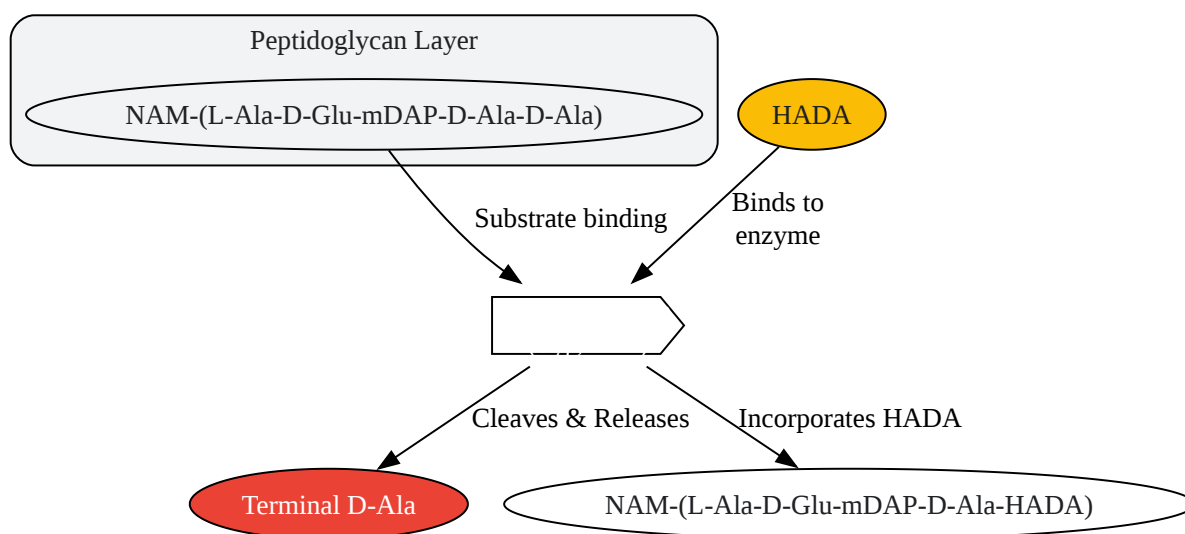 Peptidoglycan Layer
NAM-(L-Ala-D-Glu-mDAP-D-Ala-D-Ala)
HADA
Substrate binding
Binds to
enzyme
Cleaves & Releases
Incorporates HADA
Terminal D-Ala
NAM-(L-Ala-D-Glu-mDAP-D-Ala-HADA)